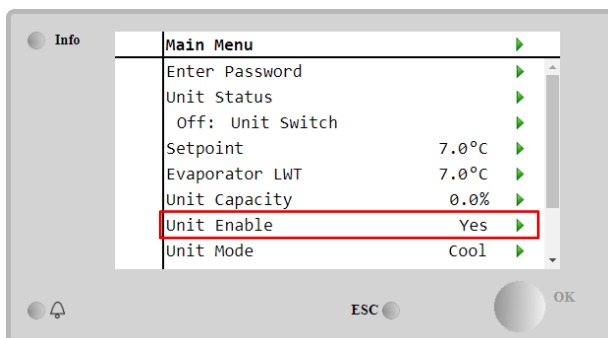 Info
Main Menu
Enter Password
Unit Status
Off: Unit Switch
Setpoint 7.0°C
Evaporator LWT 7.0°C
Unit Capacity 0.0%
Unit Enable Yes
Unit Mode Cool
ESC
OK